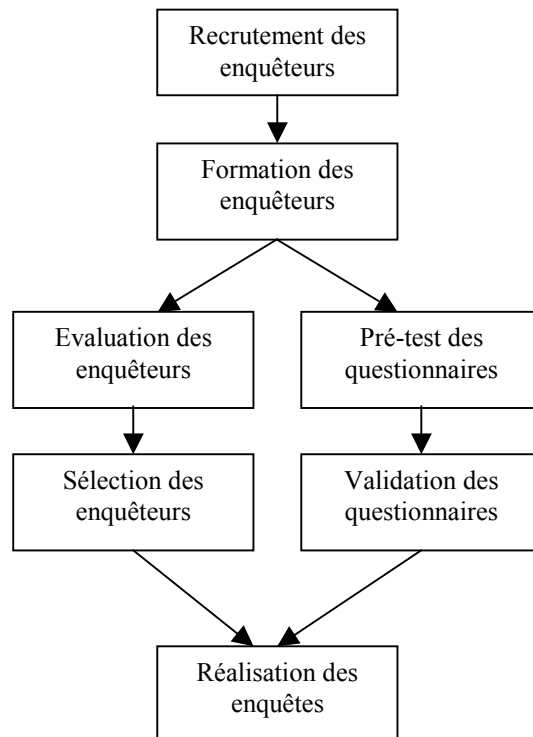 Recrutement des
enquêteurs
Formation des
enquêteurs
Evaluation des
enquêteurs
Pré-test des
questionnaires
Sélection des
enquêteurs
Validation des
questionnaires
Réalisation des
enquêtes